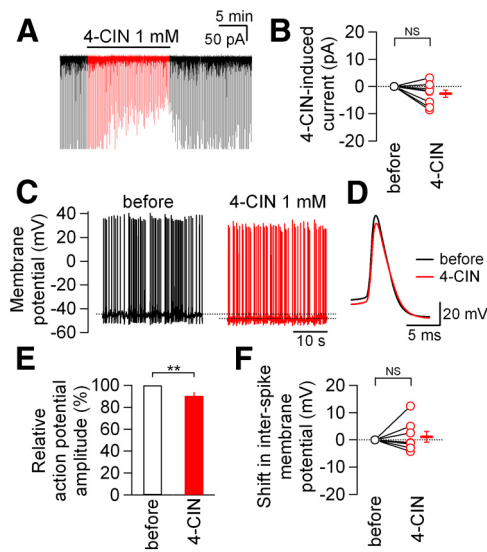 A
5 min
4-CIN 1 mM
50 pA
B
NS
4-CIN-induced
current (pA)
20
10
0
-10
-20
before
4-CIN
C
before
4-CIN 1 mM
Membrane
potential (mV)
40
20
0
-20
-40
-60
10 s
D
before
4-CIN
20 mV
5 ms
E
**
Relative
action potential
amplitude (%)
100
80
60
40
20
0
before
4-CIN
F
NS
Shift in inter-spike
membrane
potential (mV)
20
10
0
-10
-20
before
4-CIN